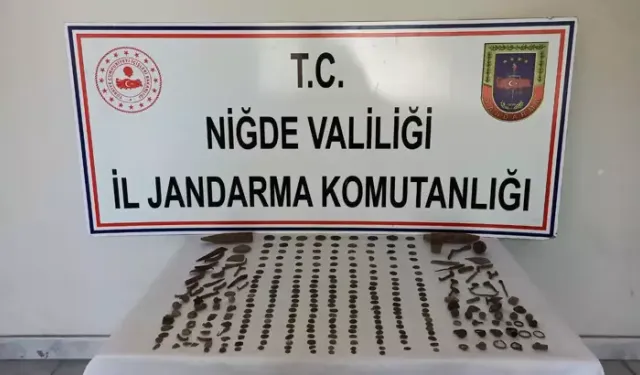 T.C.
NİĞDE VALİLİĞİ
İL JANDARMA KOMUTANLIĞI